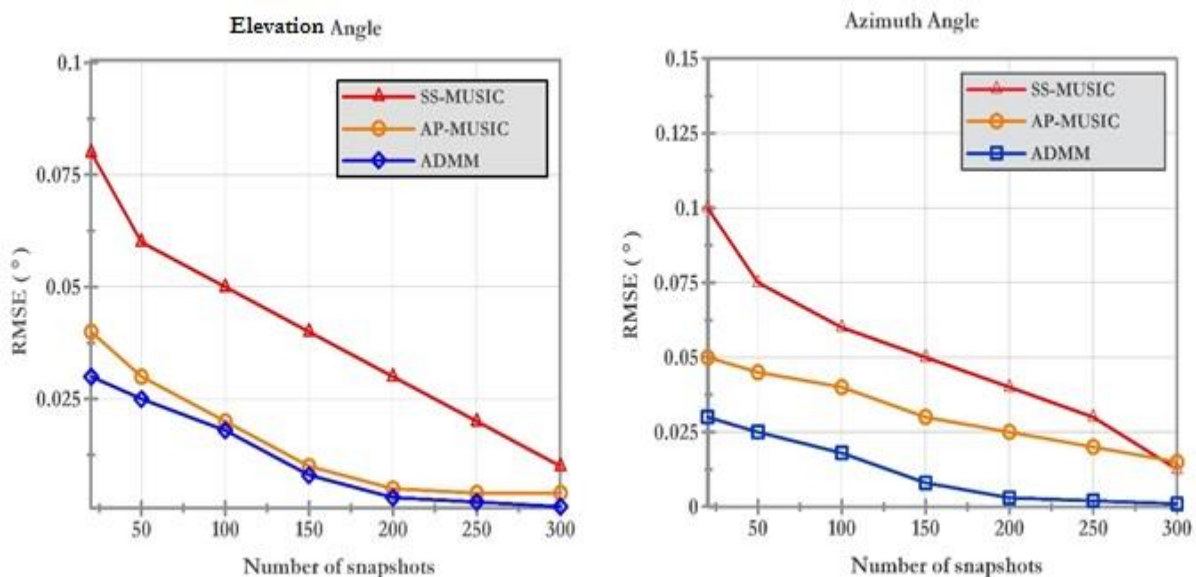 Elevation Angle
0.1
0.075
0.05
0.025
RMSE ( ° )
SS-MUSIC
AP-MUSIC
ADMM
50 100 150 200 250 300
Number of snapshots
Azimuth Angle
0.15
0.125
0.1
0.075
0.05
0.025
0
RMSE ( ° )
SS-MUSIC
AP-MUSIC
ADMM
50 100 150 200 250 300
Number of snapshots